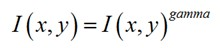 I(x, y) = I(x, y)^{gamma}